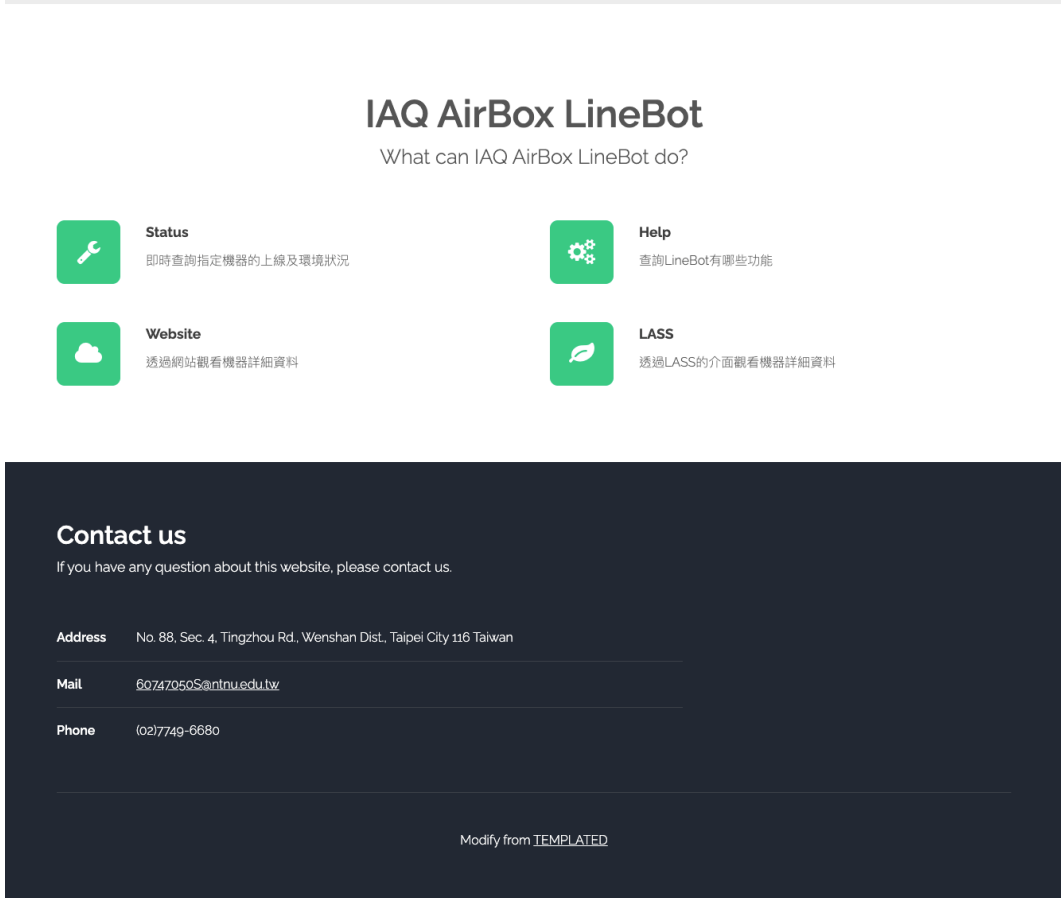 IAQ AirBox LineBot
What can IAQ AirBox LineBot do?
Status
即時查詢指定機器的上線及環境狀況
Help
查詢LineBot有哪些功能
Website
透過網站觀看機器詳細資料
LASS
透過LASS的介面觀看機器詳細資料
Contact us
If you have any question about this website, please contact us.
Address No. 88, Sec. 4, Tingzhou Rd., Wenshan Dist., Taipei City 116 Taiwan
Mail 60747050S@ntnu.edu.tw
Phone (02)7749-6680
Modify from TEMPLATED